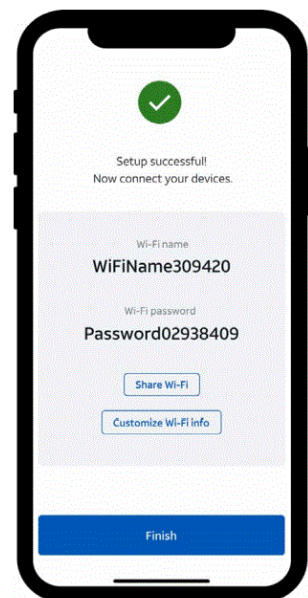 Setup successful!
Now connect your devices.
Wi-Fi name
WiFiName309420
Wi-Fi password
Password02938409
Share Wi-Fi
Customize Wi-Fi info
Finish